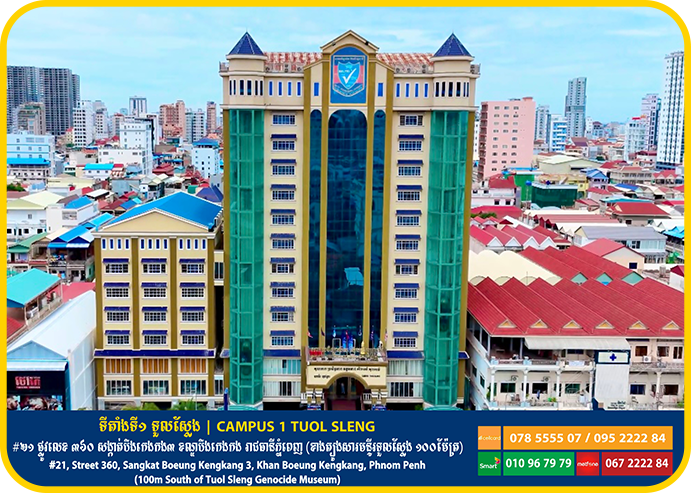 ទីតាំងទី១ ទួលស្លែង | CAMPUS 1 TUOL SLENG
#២១ ផ្លូវលេខ ៣៦០ សង្កាត់បឹងកេងកង៣ ខណ្ឌបឹងកេងកង រាជធានីភ្នំពេញ (ខាងត្បូងសារមន្ទីរទួលស្លែង ១០០ម៉ែត្រ)
#21, Street 360, Sangkat Boeung Kengkang 3, Khan Boeung Kengkang, Phnom Penh
(100m South of Tuol Sleng Genocide Museum)
cellcard 078 5555 07 / 095 2222 84
Smart 010 96 79 79 metfone 067 2222 84